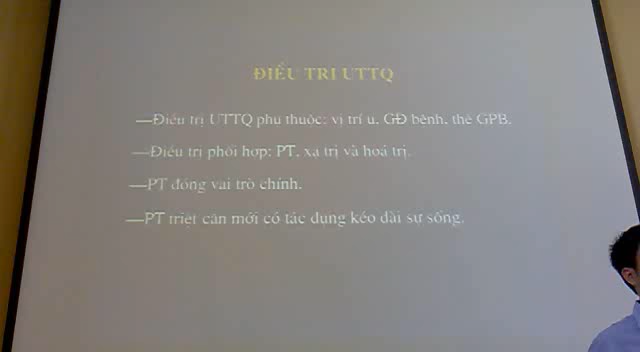 ĐIỀU TRỊ UTTQ
—Điều trị UTTQ phụ thuộc: vị trí u, GĐ bệnh, thể GPB.
—Điều trị phối hợp: PT, xạ trị và hoá trị.
—PT đóng vai trò chính.
—PT triệt căn mới có tác dụng kéo dài sự sống.